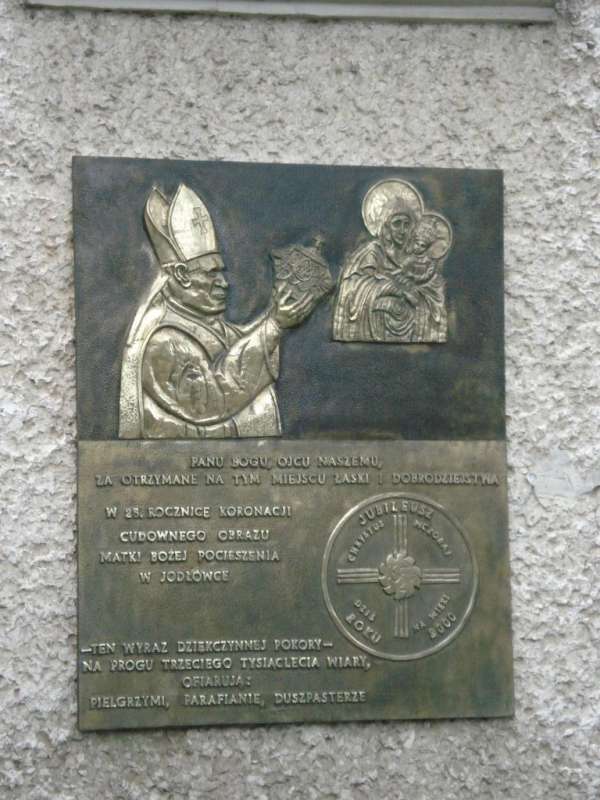 PANU BOGU, OJCU NASZEMU,
ZA OTRZYMANE NA TYM MIEJSCU ŁASKI I DOBRODZIEJSTWA
W 25. ROCZNICĘ KORONACJI
CUDOWNEGO OBRAZU
MATKI BOŻEJ POCIESZENIA
W JODŁÓWCE
JUBILEUSZ
CHRYSTUS WCZORAJ
DZIŚ
NA WIEKI
ROKU 2000
—TEN WYRAZ DZIĘKCZYNNEJ POKORY—
NA PROGU TRZECIEGO TYSIĄCLECIA WIARY,
OFIARUJĄ:
PIELGRZYMI, PARAFIANIE, DUSZPASTERZE